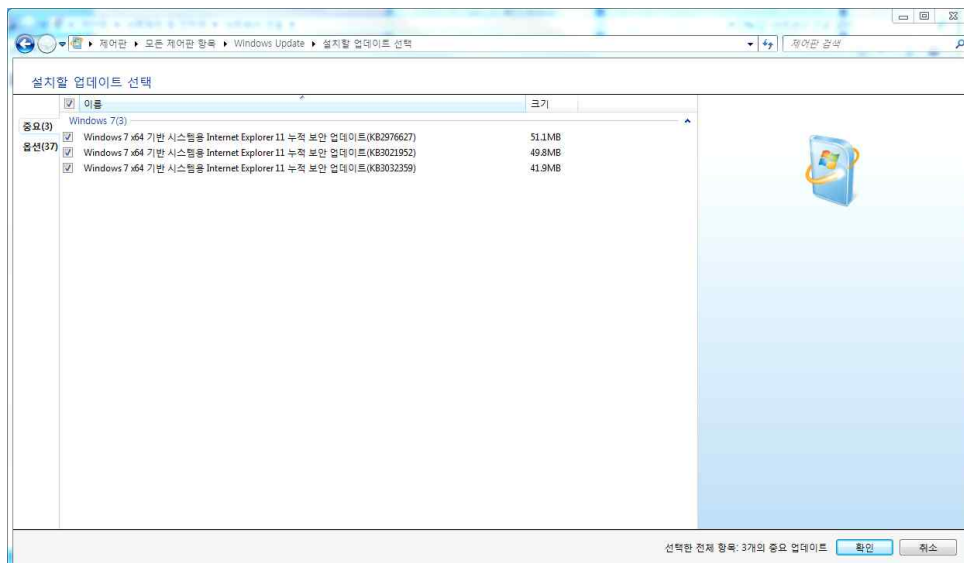 제어판 ▸ 모든 제어판 항목 ▸ Windows Update ▸ 설치할 업데이트 선택
제어판 검색
설치할 업데이트 선택
이름 크기
중요(3)
옵션(37)
Windows 7(3)
Windows 7 x64 기반 시스템용 Internet Explorer 11 누적 보안 업데이트(KB2976627) 51.1MB
Windows 7 x64 기반 시스템용 Internet Explorer 11 누적 보안 업데이트(KB3021952) 49.8MB
Windows 7 x64 기반 시스템용 Internet Explorer 11 누적 보안 업데이트(KB3032359) 41.9MB
선택한 전체 항목: 3개의 중요 업데이트 확인 취소